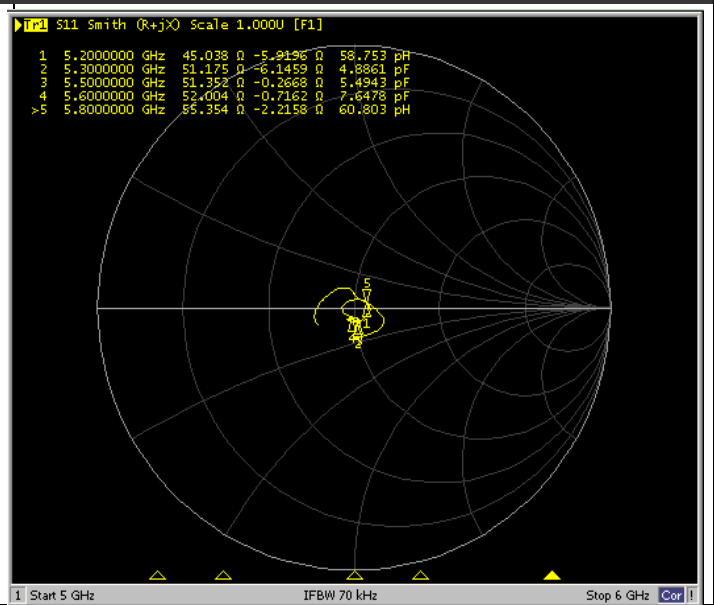 Tr1 S11 Smith (R+jX) Scale 1.000U [F1]
1 5.2000000 GHz 45.038 Ω -5.9196 Ω 58.753 pH
2 5.3000000 GHz 51.175 Ω -6.1459 Ω 4.8861 pF
3 5.5000000 GHz 51.352 Ω -0.2668 Ω 5.4943 pF
4 5.6000000 GHz 52.004 Ω -0.7162 Ω 7.6478 pF
>5 5.8000000 GHz 55.354 Ω -2.2158 Ω 60.803 pH
5
1
2
1 Start 5 GHz IFBW 70 kHz Stop 6 GHz Cor !